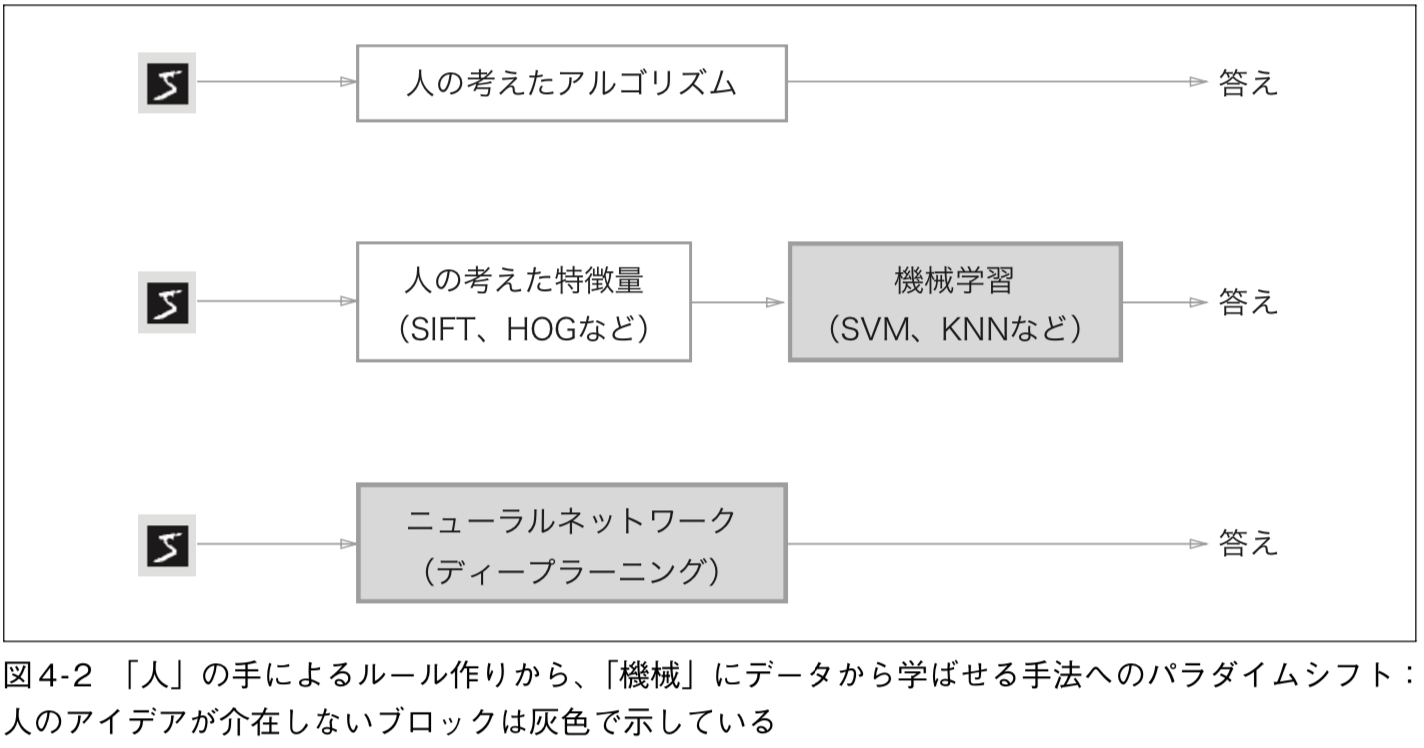 5
人の考えたアルゴリズム
答え
5
人の考えた特徴量
（SIFT、HOGなど）
機械学習
（SVM、KNNなど）
答え
5
ニューラルネットワーク
（ディープラーニング）
答え
図4-2 「人」の手によるルール作りから、「機械」にデータから学ばせる手法へのパラダイムシフト：
人のアイデアが介在しないブロックは灰色で示している